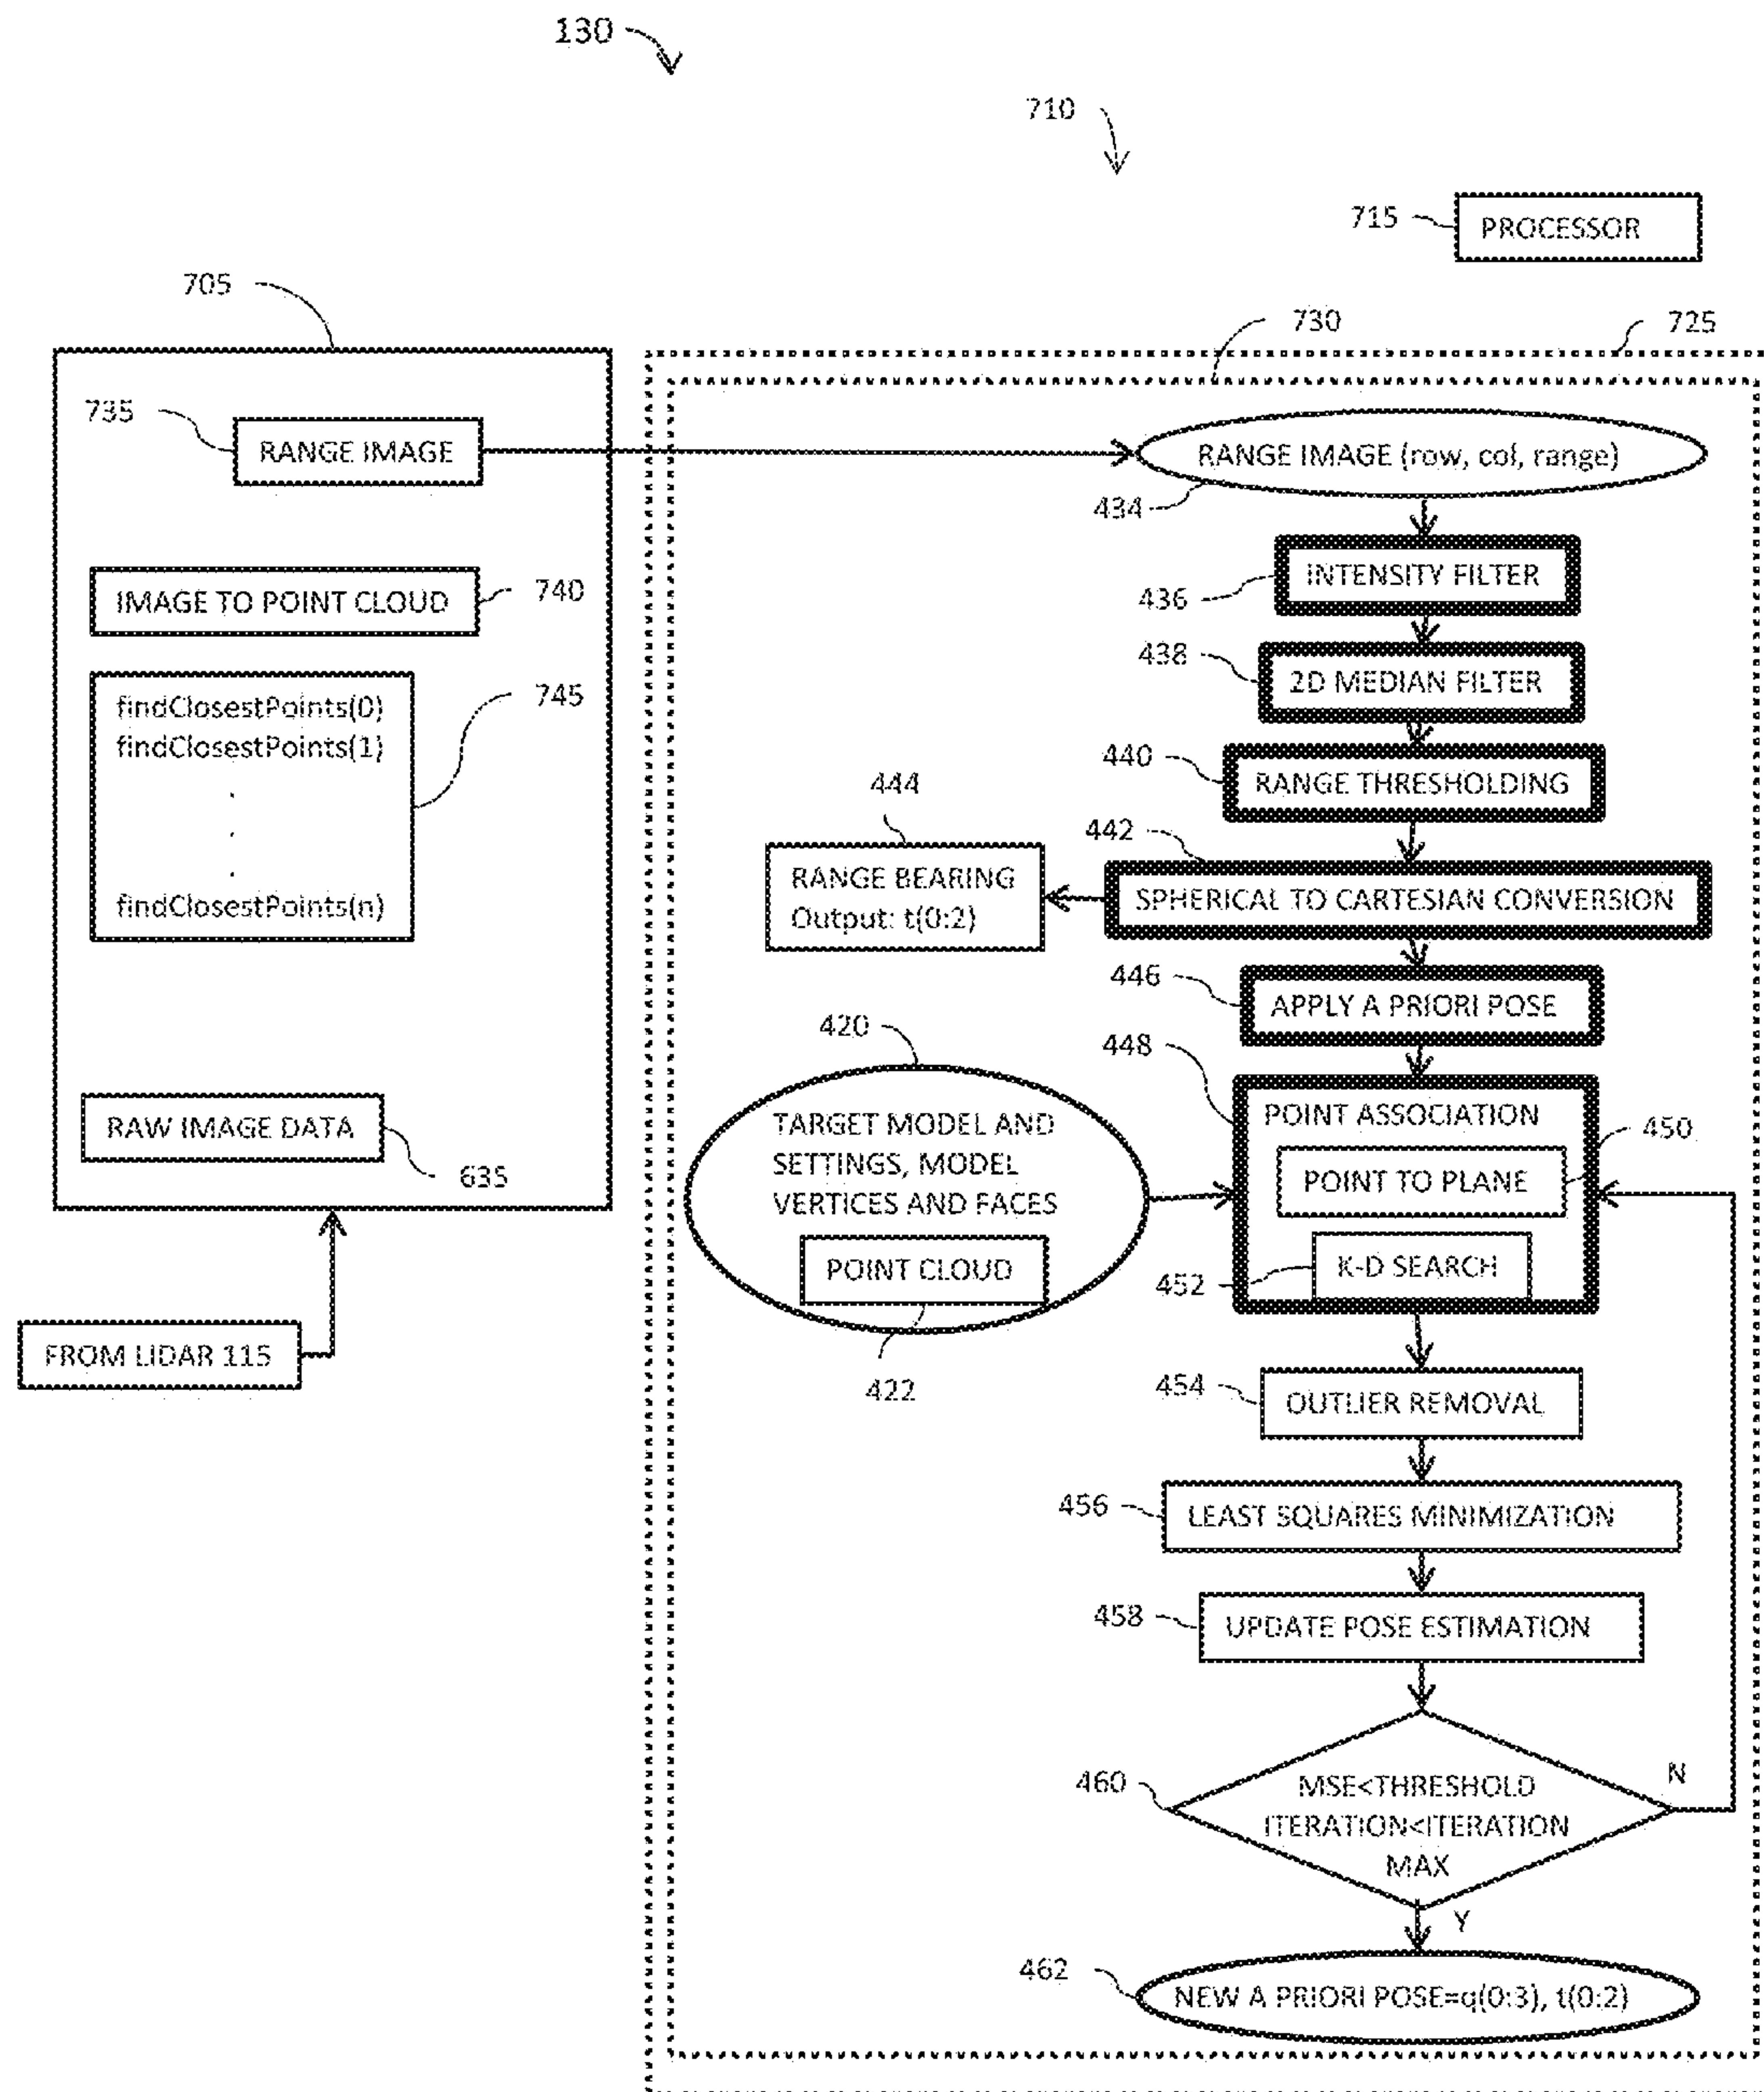 130
710
715
PROCESSOR
705
730
725
735
RANGE IMAGE
RANGE IMAGE (row, col, range)
434
INTENSITY FILTER
436
IMAGE TO POINT CLOUD
740
438
2D MEDIAN FILTER
findClosestPoints(0)
findClosestPoints(1)
.
.
.
findClosestPoints(n)
745
440
RANGE THRESHOLDING
444
442
RANGE BEARING
Output: t(0:2)
SPHERICAL TO CARTESIAN CONVERSION
446
APPLY A PRIORI POSE
420
448
TARGET MODEL AND
SETTINGS, MODEL
VERTICES AND FACES
POINT CLOUD
422
POINT ASSOCIATION
450
POINT TO PLANE
452
K-D SEARCH
RAW IMAGE DATA
635
FROM LIDAR 115
454
OUTLIER REMOVAL
456
LEAST SQUARES MINIMIZATION
458
UPDATE POSE ESTIMATION
460
MSE<THRESHOLD
ITERATION<ITERATION
MAX
N
Y
462
NEW A PRIORI POSE=q(0:3), t(0:2)